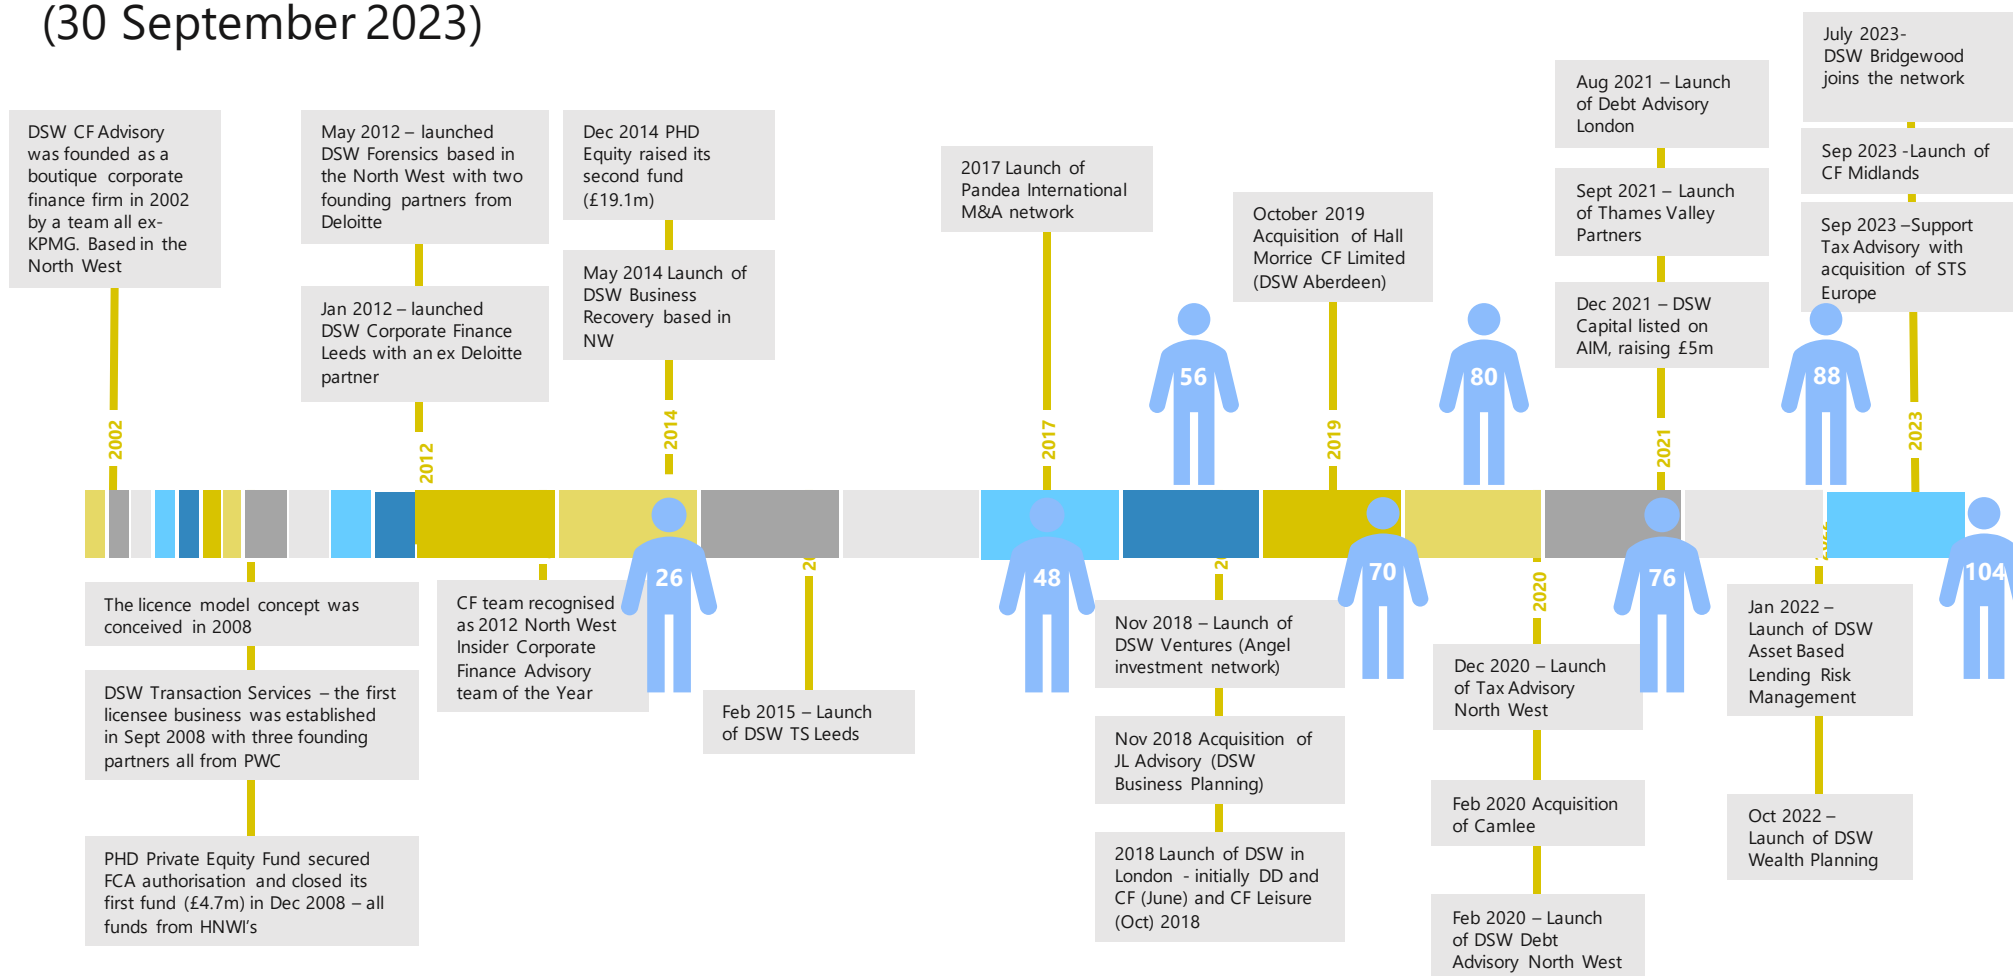 (30 September 2023)
DSW CF Advisory
was founded as a
boutique corporate
finance firm in 2002
by a team all ex-
KPMG. Based in the
North West
May 2012 – launched
DSW Forensics based in
the North West with two
founding partners from
Deloitte
Jan 2012 – launched
DSW Corporate Finance
Leeds with an ex Deloitte
partner
Dec 2014 PHD
Equity raised its
second fund
(£19.1m)
May 2014 Launch of
DSW Business
Recovery based in
NW
2017 Launch of
Pandea International
M&A network
October 2019
Acquisition of Hall
Morrice CF Limited
(DSW Aberdeen)
Aug 2021 – Launch
of Debt Advisory
London
Sept 2021 – Launch
of Thames Valley
Partners
Dec 2021 – DSW
Capital listed on
AIM, raising £5m
July 2023-
DSW Bridgewood
joins the network
Sep 2023 -Launch of
CF Midlands
Sep 2023 –Support
Tax Advisory with
acquisition of STS
Europe
56
80
88
2002
2012
2014
2017
2019
2021
2023
26
48
70
76
104
2020
The licence model concept was
conceived in 2008
DSW Transaction Services – the first
licensee business was established
in Sept 2008 with three founding
partners all from PWC
PHD Private Equity Fund secured
FCA authorisation and closed its
first fund (£4.7m) in Dec 2008 – all
funds from HNWI's
CF team recognised
as 2012 North West
Insider Corporate
Finance Advisory
team of the Year
Feb 2015 – Launch
of DSW TS Leeds
Nov 2018 – Launch of
DSW Ventures (Angel
investment network)
Nov 2018 Acquisition of
JL Advisory (DSW
Business Planning)
2018 Launch of DSW in
London - initially DD and
CF (June) and CF Leisure
(Oct) 2018
Dec 2020 – Launch
of Tax Advisory
North West
Feb 2020 Acquisition
of Camlee
Feb 2020 – Launch
of DSW Debt
Advisory North West
Jan 2022 –
Launch of DSW
Asset Based
Lending Risk
Management
Oct 2022 –
Launch of DSW
Wealth Planning